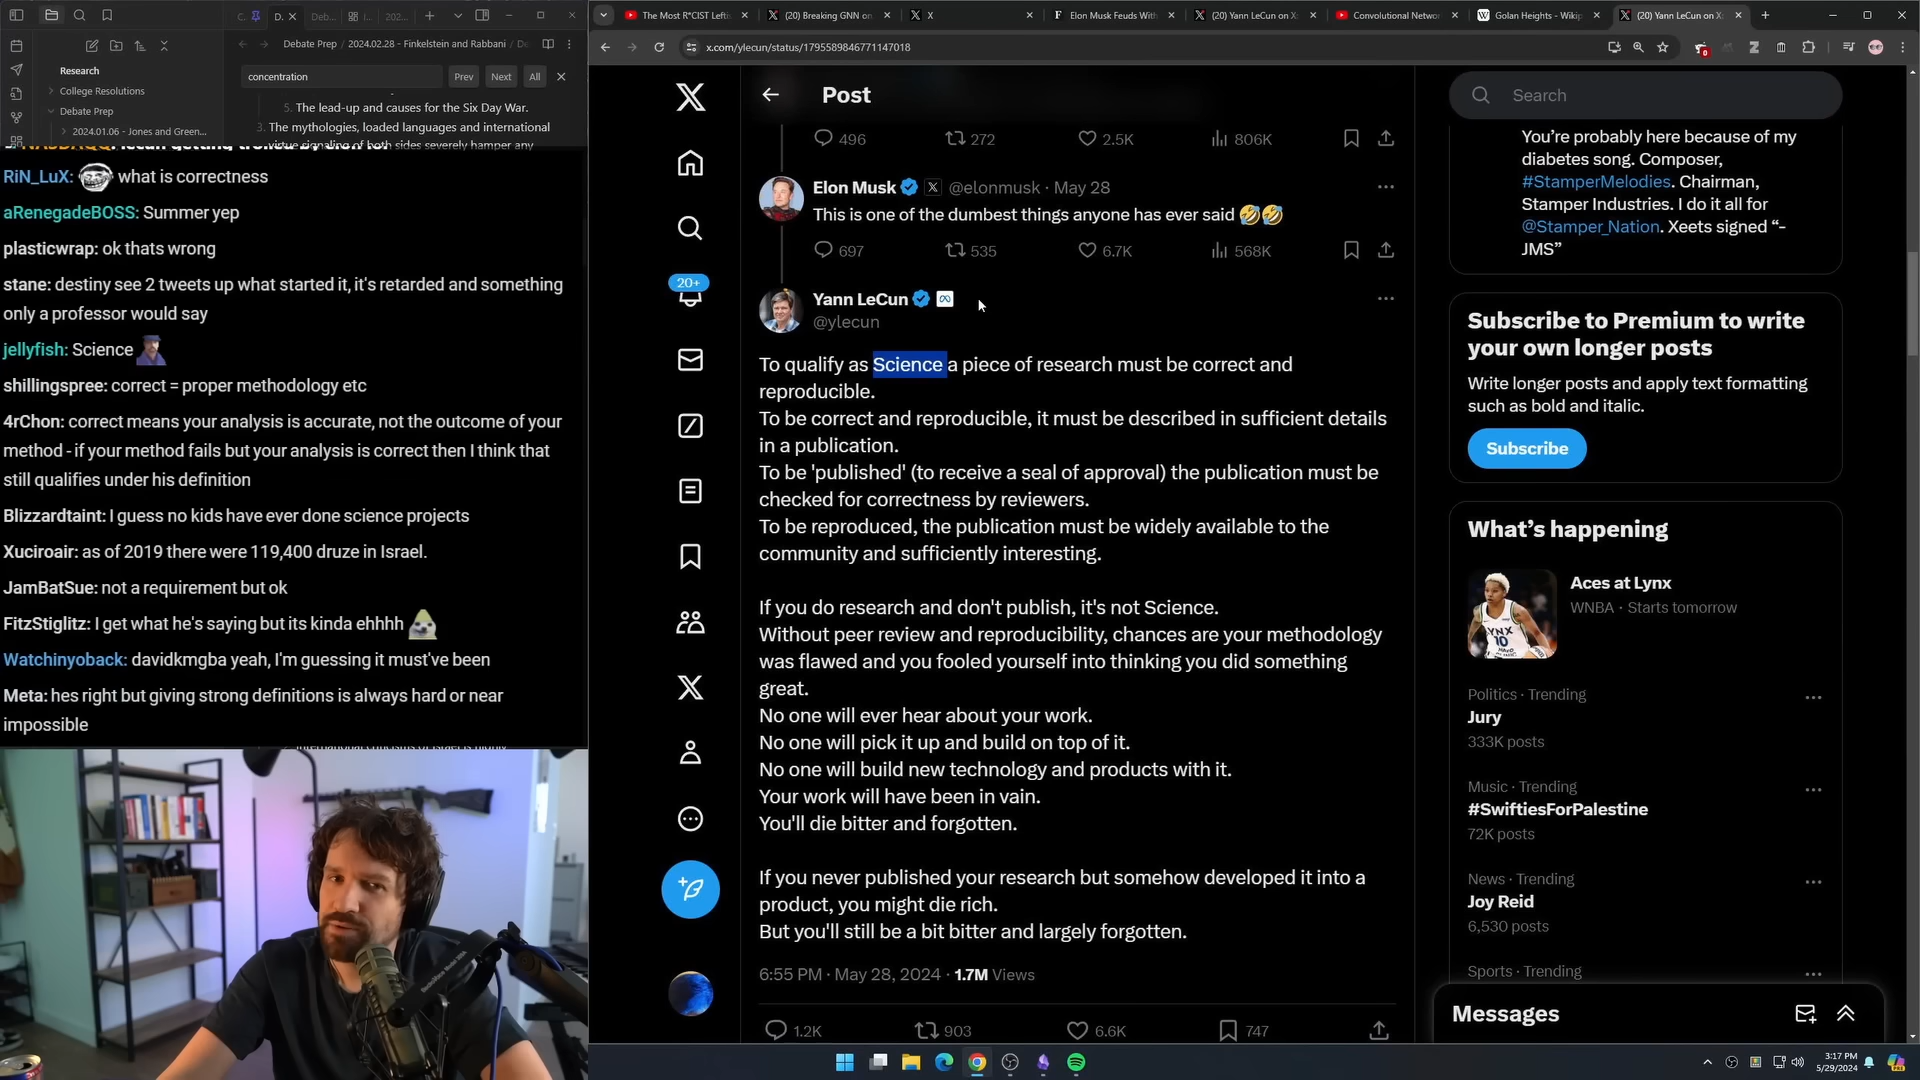 The Most R*CIST Lefti
(20) Breaking GNN on
X
Elon Musk Feuds With
(20) Yann LeCun on X
Convolutional Networ
Golan Heights - Wikip
(20) Yann LeCun on X:
x.com/ylecun/status/1795589846771147018
Debate Prep / 2024.02.28 - Finkelstein and Rabbani /
Research
College Resolutions
Debate Prep
2024.01.06 - Jones and Green...
concentration
Prev
Next
All
5. The lead-up and causes for the Six Day War.
3. The mythologies, loaded languages and international
virtue signaling of both sides severely hamper any
RiN_LuX: what is correctness
aRenegadeBOSS: Summer yep
plasticwrap: ok thats wrong
stane: destiny see 2 tweets up what started it, it's retarded and something
only a professor would say
jellyfish: Science
shillingspree: correct = proper methodology etc
4rChon: correct means your analysis is accurate, not the outcome of your
method - if your method fails but your analysis is correct then I think that
still qualifies under his definition
Blizzardtaint: I guess no kids have ever done science projects
Xuciroair: as of 2019 there were 119,400 druze in Israel.
JamBatSue: not a requirement but ok
FitzStiglitz: I get what he's saying but its kinda ehhhh
Watchinyoback: davidkmgba yeah, I'm guessing it must've been
Meta: hes right but giving strong definitions is always hard or near
impossible
20+
Post
496
272
2.5K
806K
Elon Musk @elonmusk · May 28
This is one of the dumbest things anyone has ever said 🤣🤣
697
535
6.7K
568K
Yann LeCun
@ylecun
To qualify as Science a piece of research must be correct and
reproducible.
To be correct and reproducible, it must be described in sufficient details
in a publication.
To be 'published' (to receive a seal of approval) the publication must be
checked for correctness by reviewers.
To be reproduced, the publication must be widely available to the
community and sufficiently interesting.
If you do research and don't publish, it's not Science.
Without peer review and reproducibility, chances are your methodology
was flawed and you fooled yourself into thinking you did something
great.
No one will ever hear about your work.
No one will pick it up and build on top of it.
No one will build new technology and products with it.
Your work will have been in vain.
You'll die bitter and forgotten.
If you never published your research but somehow developed it into a
product, you might die rich.
But you'll still be a bit bitter and largely forgotten.
6:55 PM · May 28, 2024 · 1.7M Views
1.2K
903
6.6K
747
Search
You're probably here because of my
diabetes song. Composer,
#StamperMelodies. Chairman,
Stamper Industries. I do it all for
@Stamper_Nation. Xeets signed "-
JMS"
Subscribe to Premium to write
your own longer posts
Write longer posts and apply text formatting
such as bold and italic.
Subscribe
What's happening
Aces at Lynx
WNBA · Starts tomorrow
Politics · Trending
Jury
333K posts
Music · Trending
#SwiftiesForPalestine
72K posts
News · Trending
Joy Reid
6,530 posts
Sports · Trending
Messages
3:17 PM
5/29/2024